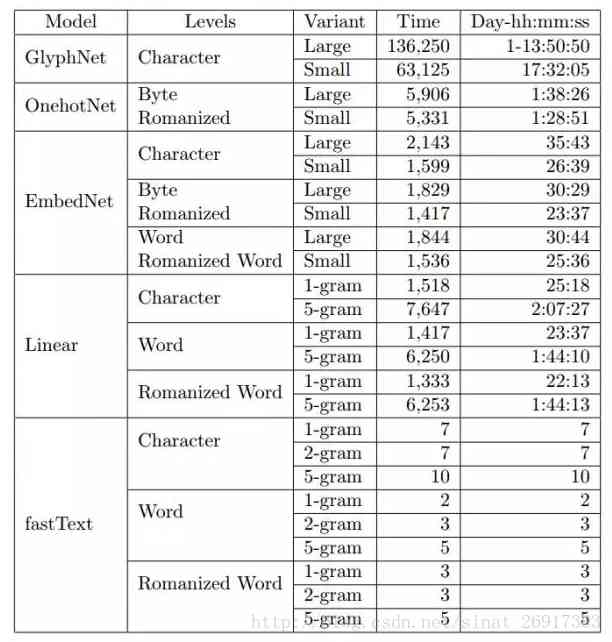 Model Levels Variant Time Day-hh:mm:ss
GlyphNet Character Large 136,250 1-13:50:50
Small 63,125 17:32:05
OnehotNet Byte Large 5,906 1:38:26
Romanized Small 5,331 1:28:51
EmbedNet Character Large 2,143 35:43
Small 1,599 26:39
Byte Large 1,829 30:29
Romanized Small 1,417 23:37
Word Large 1,844 30:44
Romanized Word Small 1,536 25:36
Linear Character 1-gram 1,518 25:18
5-gram 7,647 2:07:27
Word 1-gram 1,417 23:37
5-gram 6,250 1:44:10
Romanized Word 1-gram 1,333 22:13
5-gram 6,253 1:44:13
fastText Character 1-gram 7 7
2-gram 7 7
5-gram 10 10
Word 1-gram 2 2
2-gram 3 3
5-gram 5 5
Romanized Word 1-gram 3 3
2-gram 3 3
5-gram 5 5